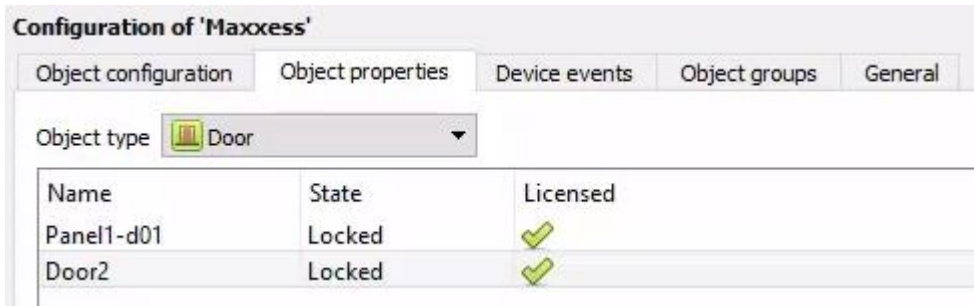 Configuration of 'Maxxess'
Object configuration Object properties Device events Object groups General
Object type Door
Name State Licensed
Panel1-d01 Locked
Door2 Locked